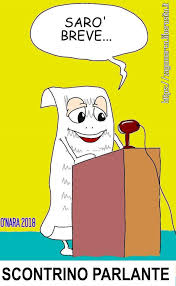 SARO'
BREVE...
O'NARA 2018
SCONTRINO PARLANTE